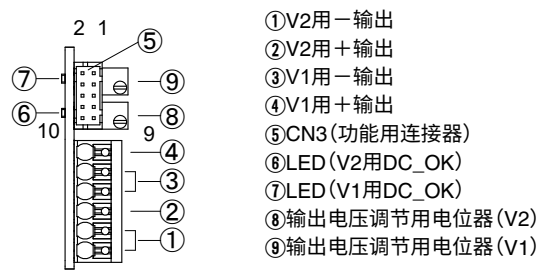 2 1
⑤
⑦
⑨
⑥
⑧
10
9
④
③
②
①
①V2用－输出
②V2用＋输出
③V1用－输出
④V1用＋输出
⑤CN3（功能用连接器）
⑥LED（V2用DC_OK）
⑦LED（V1用DC_OK）
⑧输出电压调节用电位器（V2）
⑨输出电压调节用电位器（V1）